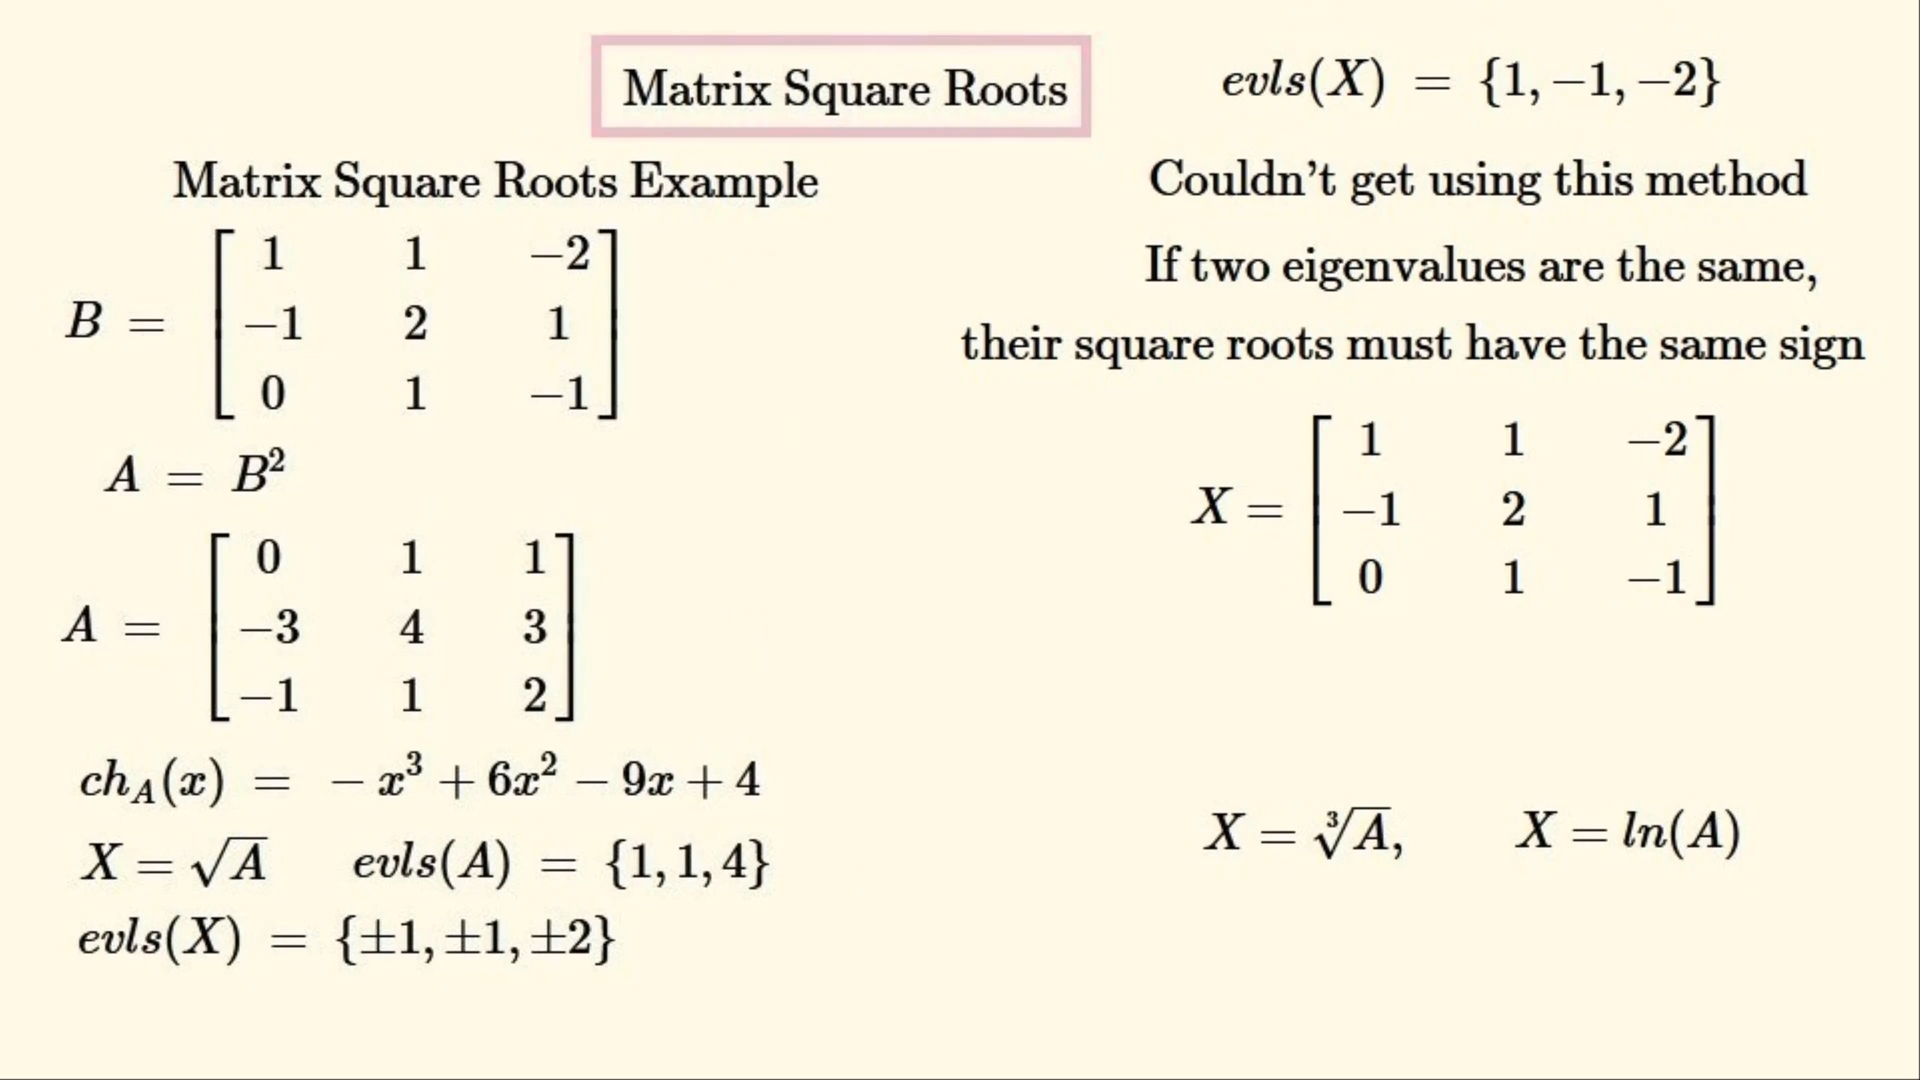 Matrix Square Roots
Matrix Square Roots Example
B = [ 1 1 −2 ]
[ −1 2 1 ]
[ 0 1 −1 ]
A = B²
A = [ 0 1 1 ]
[ −3 4 3 ]
[ −1 1 2 ]
ch_A(x) = − x³ + 6x² − 9x + 4
X = √A evls(A) = {1, 1, 4}
evls(X) = {±1, ±1, ±2}
evls(X) = {1, −1, −2}
Couldn’t get using this method
If two eigenvalues are the same,
their square roots must have the same sign
X = [ 1 1 −2 ]
[ −1 2 1 ]
[ 0 1 −1 ]
X = ∛A, X = ln(A)